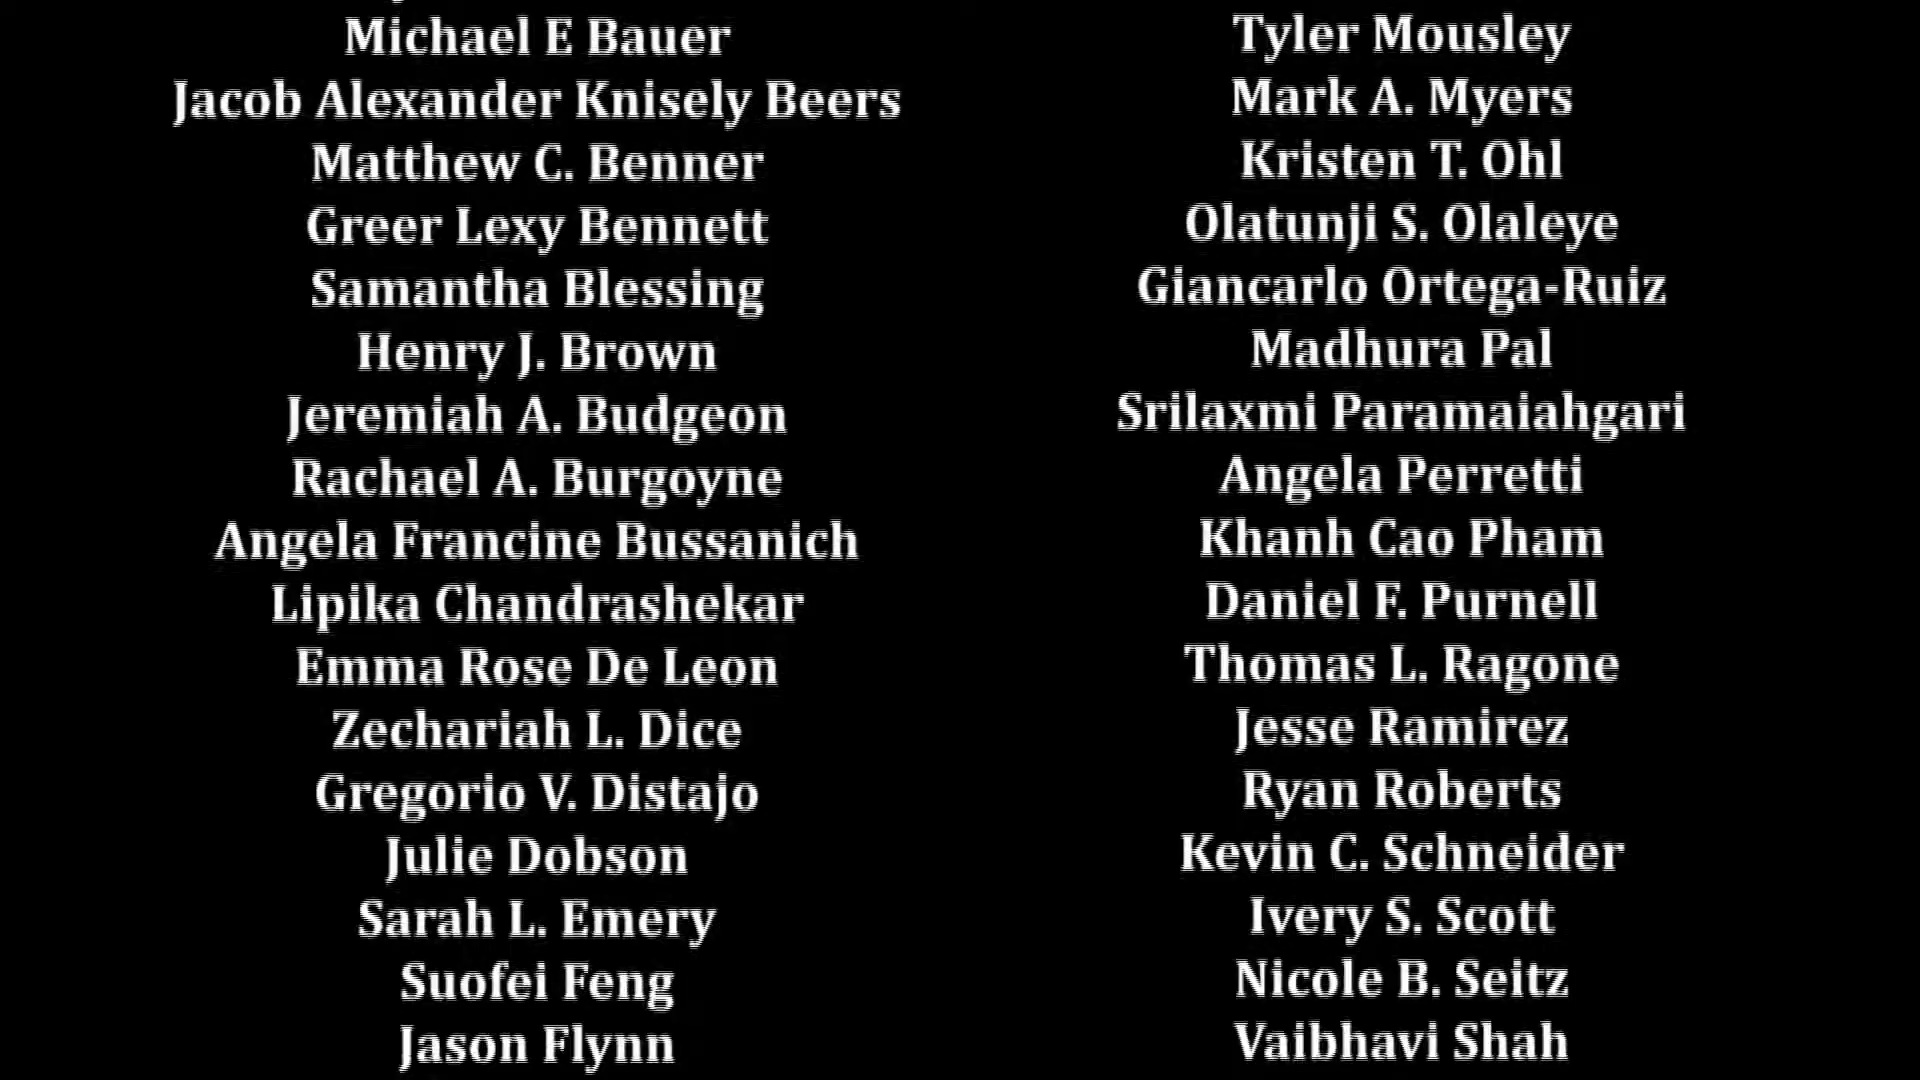 Michael E Bauer
Jacob Alexander Knisely Beers
Matthew C. Benner
Greer Lexy Bennett
Samantha Blessing
Henry J. Brown
Jeremiah A. Budgeon
Rachael A. Burgoyne
Angela Francine Bussanich
Lipika Chandrashekar
Emma Rose De Leon
Zechariah L. Dice
Gregorio V. Distajo
Julie Dobson
Sarah L. Emery
Suofei Feng
Jason Flynn
Tyler Mousley
Mark A. Myers
Kristen T. Ohl
Olatunji S. Olaleye
Giancarlo Ortega-Ruiz
Madhura Pal
Srilaxmi Paramaiahgari
Angela Perretti
Khanh Cao Pham
Daniel F. Purnell
Thomas L. Ragone
Jesse Ramirez
Ryan Roberts
Kevin C. Schneider
Ivery S. Scott
Nicole B. Seitz
Vaibhavi Shah